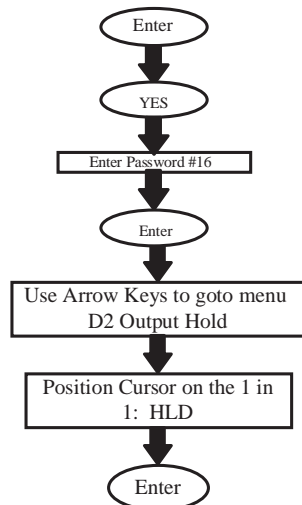 Enter
YES
Enter Password #16
Enter
Use Arrow Keys to goto menu
D2 Output Hold
Position Cursor on the 1 in
1: HLD
Enter